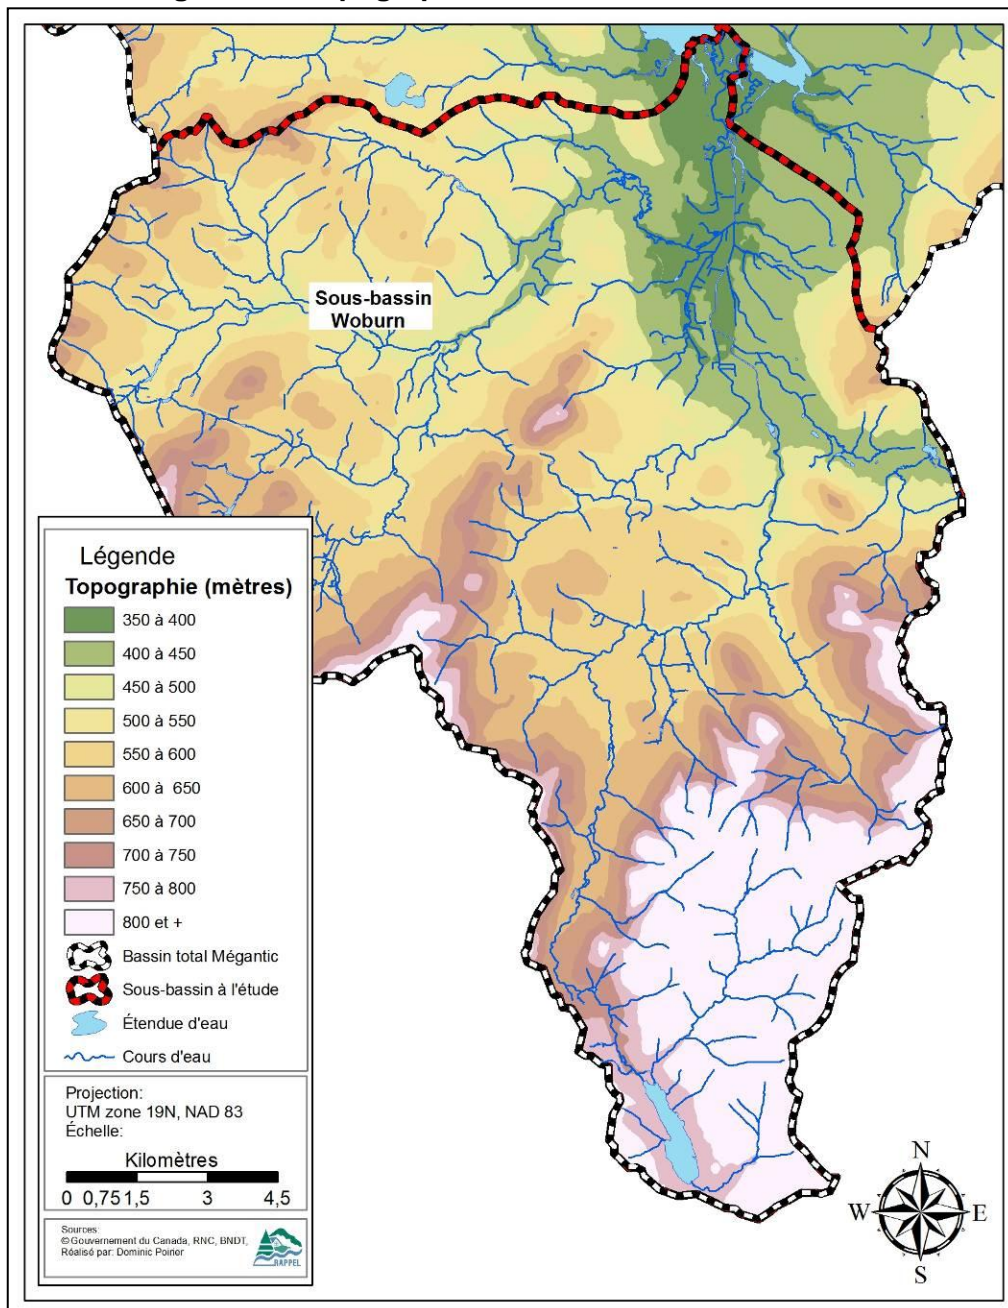 Sous-bassin
Woburn
Légende
Topographie (mètres)
350 à 400
400 à 450
450 à 500
500 à 550
550 à 600
600 à 650
650 à 700
700 à 750
750 à 800
800 et +
Bassin total Mégantic
Sous-bassin à l'étude
Étendue d'eau
Cours d'eau
Projection:
UTM zone 19N, NAD 83
Échelle:
Kilomètres
0 0,75 1,5 3 4,5
Sources:
©Gouvernement du Canada, RNC, BNDT,
Réalisé par: Dominic Poirier
RAPPEL
N
W E
S